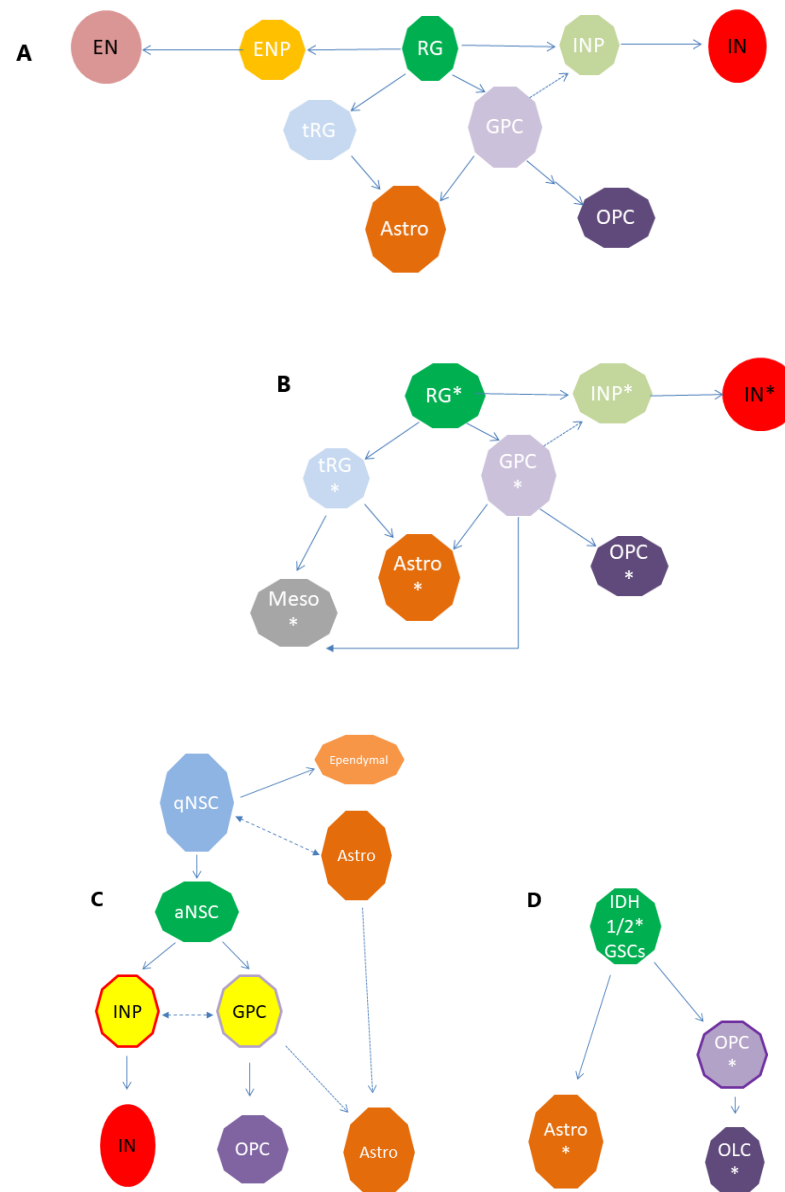 A
EN
ENP
RG
INP
IN
tRG
GPC
Astro
OPC
B
RG*
INP*
IN*
tRG
*
GPC
*
Astro
*
OPC
*
Meso
*
Ependymal
qNSC
Astro
C
aNSC
INP
GPC
IN
OPC
Astro
D
IDH
1/2*
GSCs
OPC
*
Astro
*
OLC
*